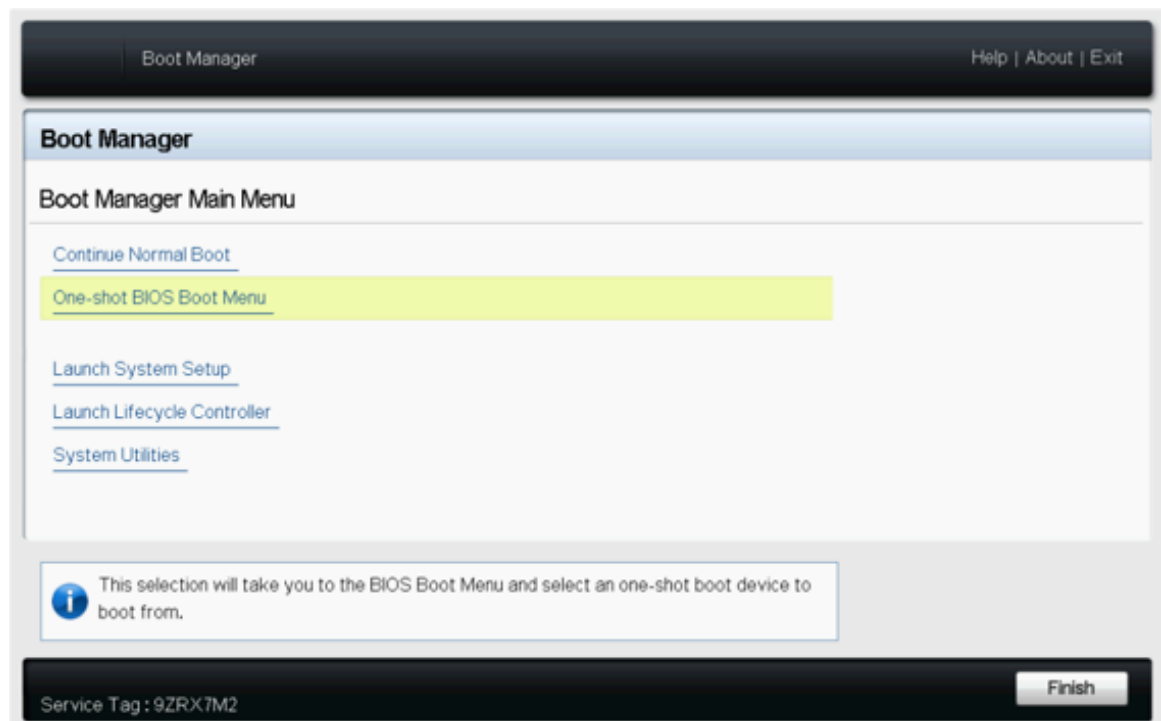 Boot Manager
Help | About | Exit
Boot Manager
Boot Manager Main Menu
Continue Normal Boot
One-shot BIOS Boot Menu
Launch System Setup
Launch Lifecycle Controller
System Utilities
This selection will take you to the BIOS Boot Menu and select an one-shot boot device to
boot from.
Finish
Service Tag : 9ZRX7M2